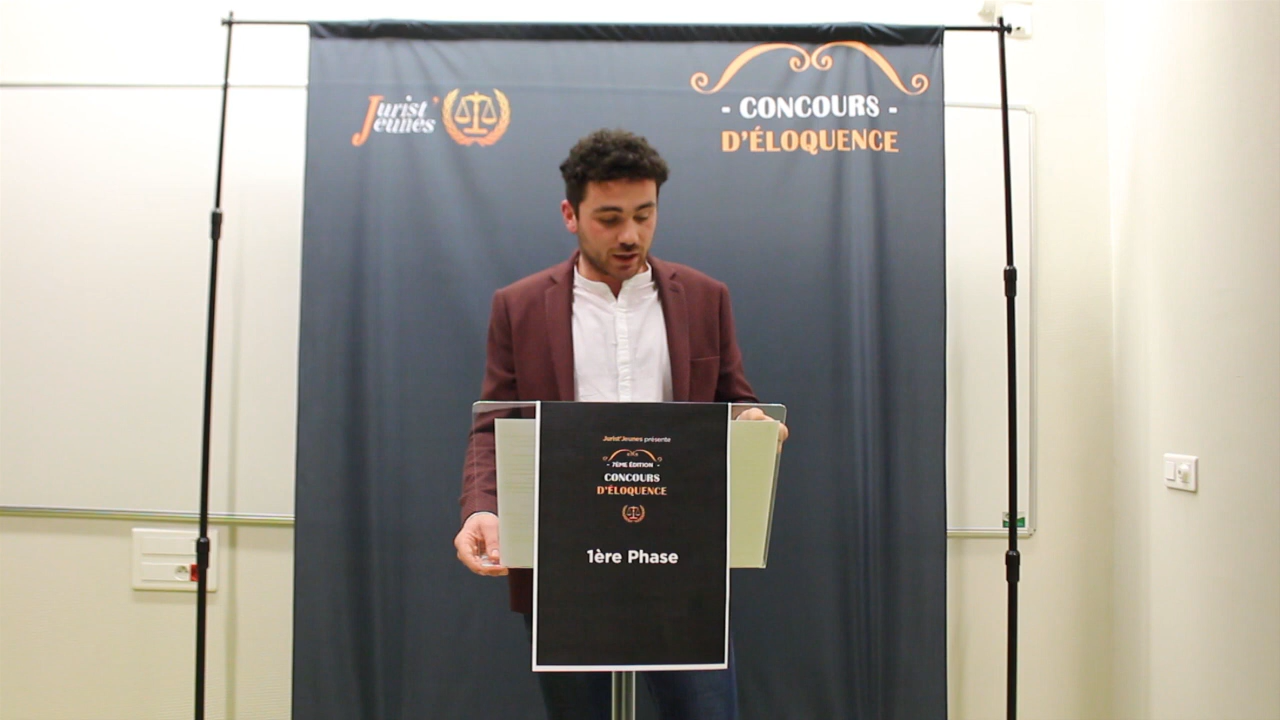 Jurist'
Jeunes
- CONCOURS -
D'ÉLOQUENCE
Jurist'Jeunes présente
- 7ÈME ÉDITION -
CONCOURS
D'ÉLOQUENCE
1ère Phase